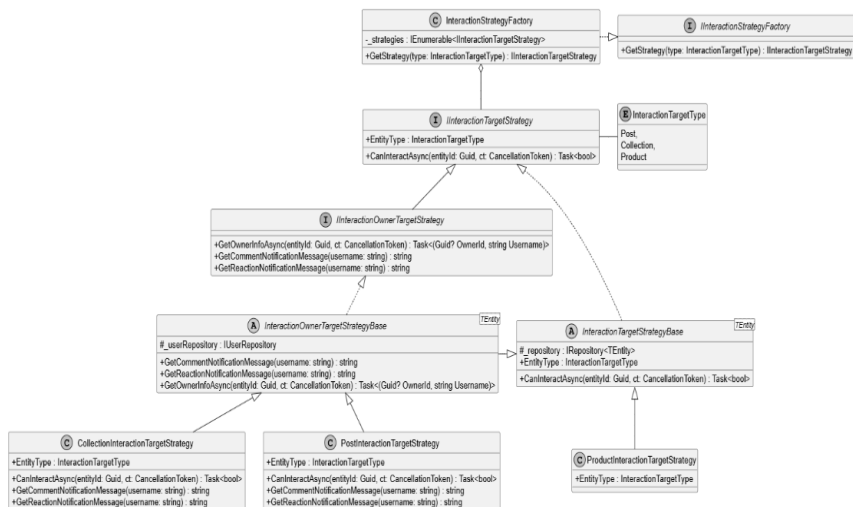 C InteractionStrategyFactory
-_strategies : IEnumerable<IInteractionTargetStrategy>
+GetStrategy(type: InteractionTargetType) : IInteractionTargetStrategy
I IInteractionStrategyFactory
+GetStrategy(type: InteractionTargetType) : IInteractionTargetStrategy
I IInteractionTargetStrategy
+EntityType : InteractionTargetType
+CanInteractAsync(entityId: Guid, ct: CancellationToken) : Task<bool>
E InteractionTargetType
Post,
Collection,
Product
I IInteractionOwnerTargetStrategy
+GetOwnerInfoAsync(entityId: Guid, ct: CancellationToken) : Task<(Guid? OwnerId, string Username)>
+GetCommentNotificationMessage(username: string) : string
+GetReactionNotificationMessage(username: string) : string
A InteractionOwnerTargetStrategyBase
TEntity
#_userRepository : IUserRepository
+GetCommentNotificationMessage(username: string) : string
+GetReactionNotificationMessage(username: string) : string
+GetOwnerInfoAsync(entityId: Guid, ct: CancellationToken) : Task<(Guid? OwnerId, string Username)>
A InteractionTargetStrategyBase
TEntity
#_repository : IRepository<TEntity>
+EntityType : InteractionTargetType
+CanInteractAsync(entityId: Guid, ct: CancellationToken) : Task<bool>
C CollectionInteractionTargetStrategy
+EntityType : InteractionTargetType
+CanInteractAsync(entityId: Guid, ct: CancellationToken) : Task<bool>
+GetCommentNotificationMessage(username: string) : string
+GetReactionNotificationMessage(username: string) : string
C PostInteractionTargetStrategy
+EntityType : InteractionTargetType
+CanInteractAsync(entityId: Guid, ct: CancellationToken) : Task<bool>
+GetCommentNotificationMessage(username: string) : string
+GetReactionNotificationMessage(username: string) : string
C ProductInteractionTargetStrategy
+EntityType : InteractionTargetType